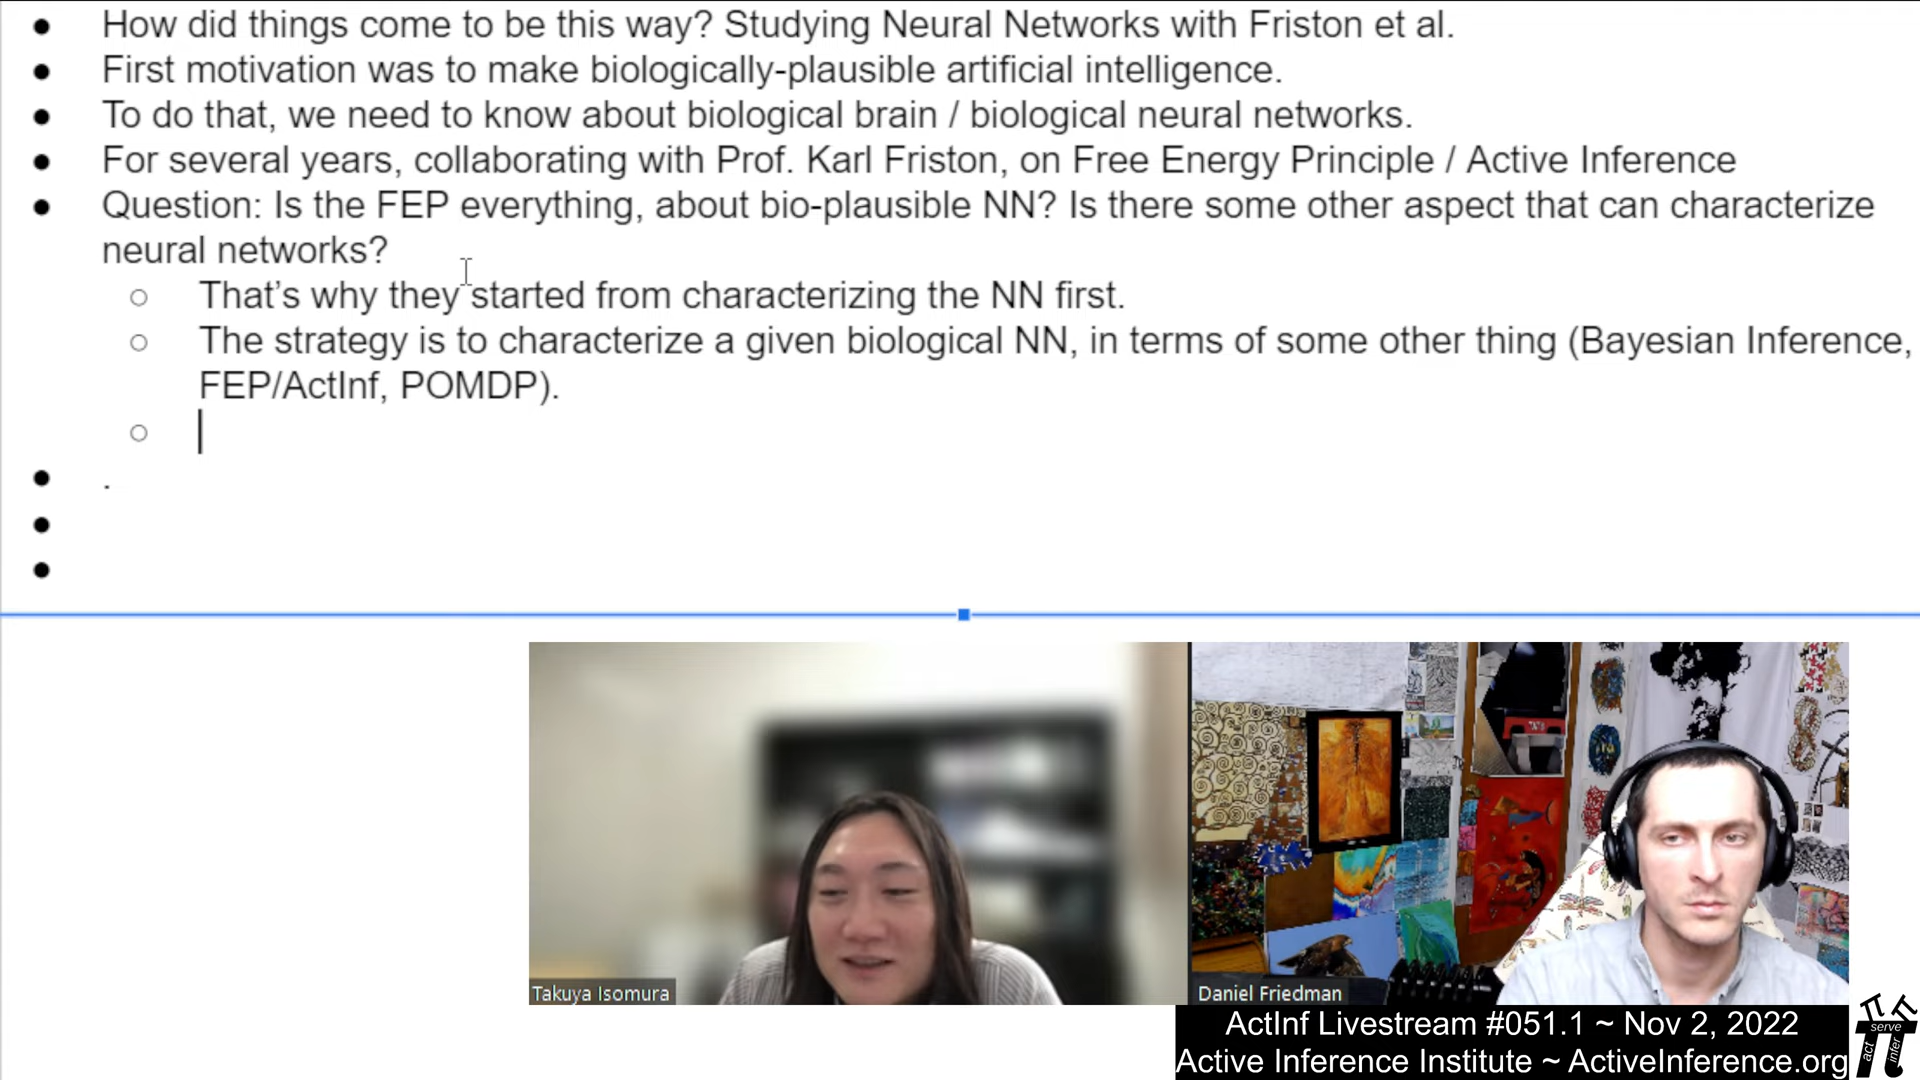 How did things come to be this way? Studying Neural Networks with Friston et al.
First motivation was to make biologically-plausible artificial intelligence.
To do that, we need to know about biological brain / biological neural networks.
For several years, collaborating with Prof. Karl Friston, on Free Energy Principle / Active Inference
Question: Is the FEP everything, about bio-plausible NN? Is there some other aspect that can characterize
neural networks?
That’s why they started from characterizing the NN first.
The strategy is to characterize a given biological NN, in terms of some other thing (Bayesian Inference,
FEP/ActInf, POMDP).
.
Takuya Isomura
Daniel Friedman
ActInf Livestream #051.1 ~ Nov 2, 2022
Active Inference Institute ~ ActiveInference.org
serve
act
infer